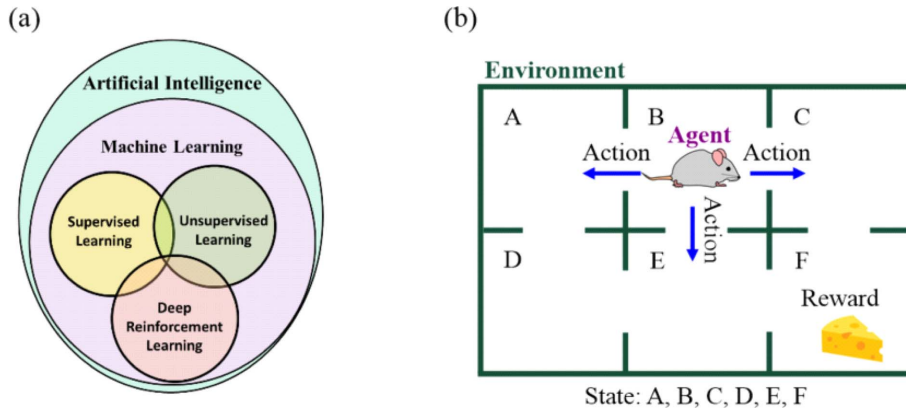 (a)
Artificial Intelligence
Machine Learning
Supervised
Learning
Unsupervised
Learning
Deep
Reinforcement
Learning
(b)
Environment
A
B
C
Agent
Action
Action
Action
D
E
F
Reward
State: A, B, C, D, E, F